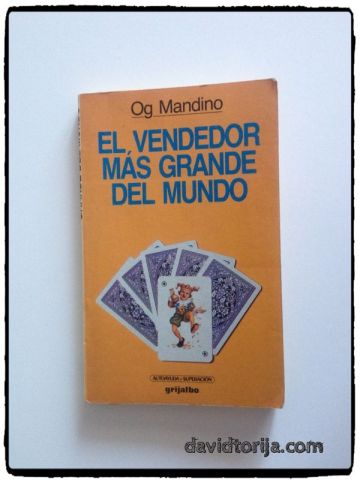 Og Mandino
EL VENDEDOR
MÁS GRANDE
DEL MUNDO
AUTOAYUDA Y SUPERACIÓN
grijalbo
davidtorija.com